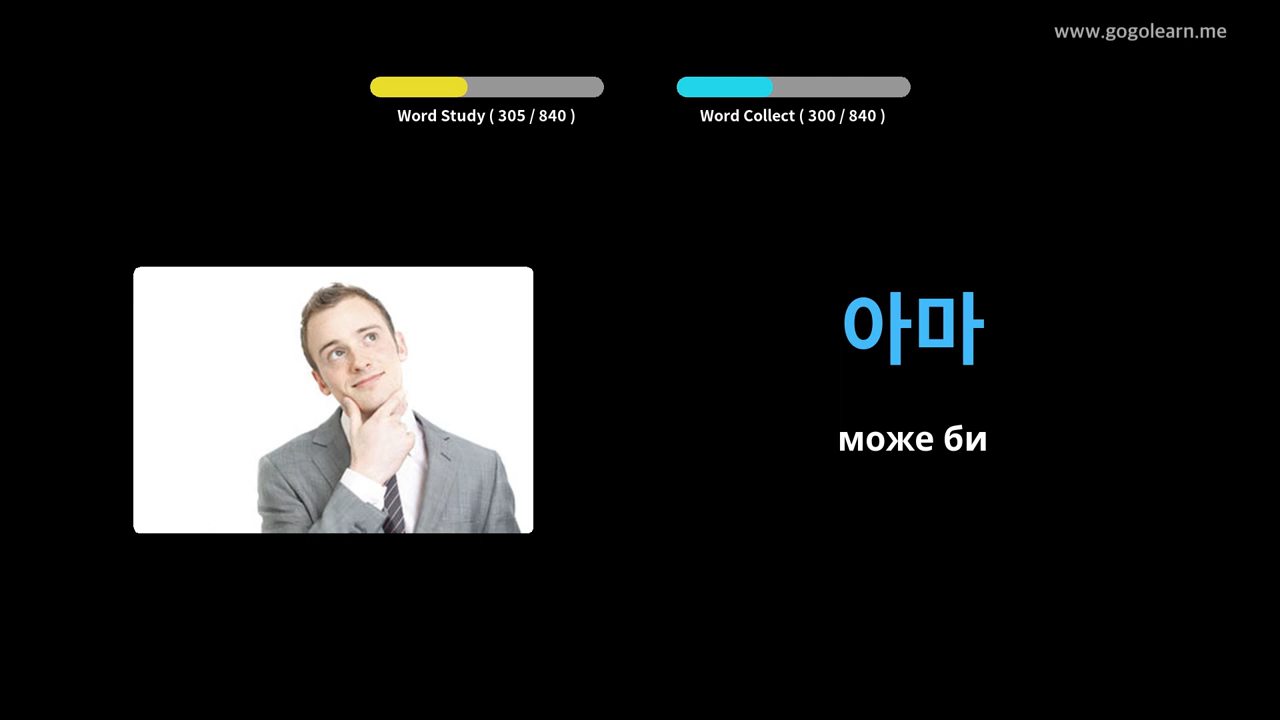 www.gogolearn.me
Word Study ( 305 / 840 )
Word Collect ( 300 / 840 )
아마
може би